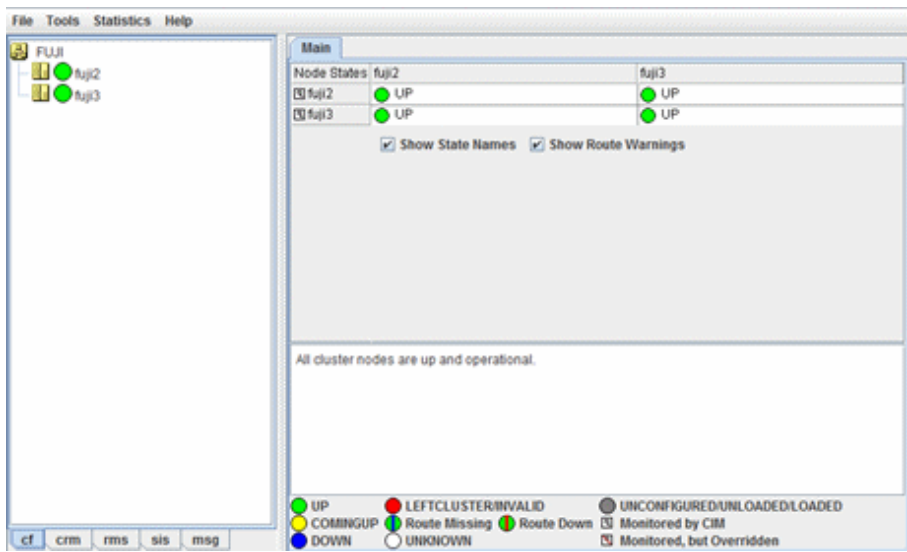 File Tools Statistics Help
FUJI
fuji2
fuji3
Main
Node States fuji2 fuji3
fuji2 UP UP
fuji3 UP UP
Show State Names Show Route Warnings
All cluster nodes are up and operational.
UP LEFTCLUSTER/INVALID UNCONFIGURED/UNLOADED/LOADED
COMINGUP Route Missing Route Down Monitored by CIM
DOWN UNKNOWN Monitored, but Overridden
cf crm rms sis msg